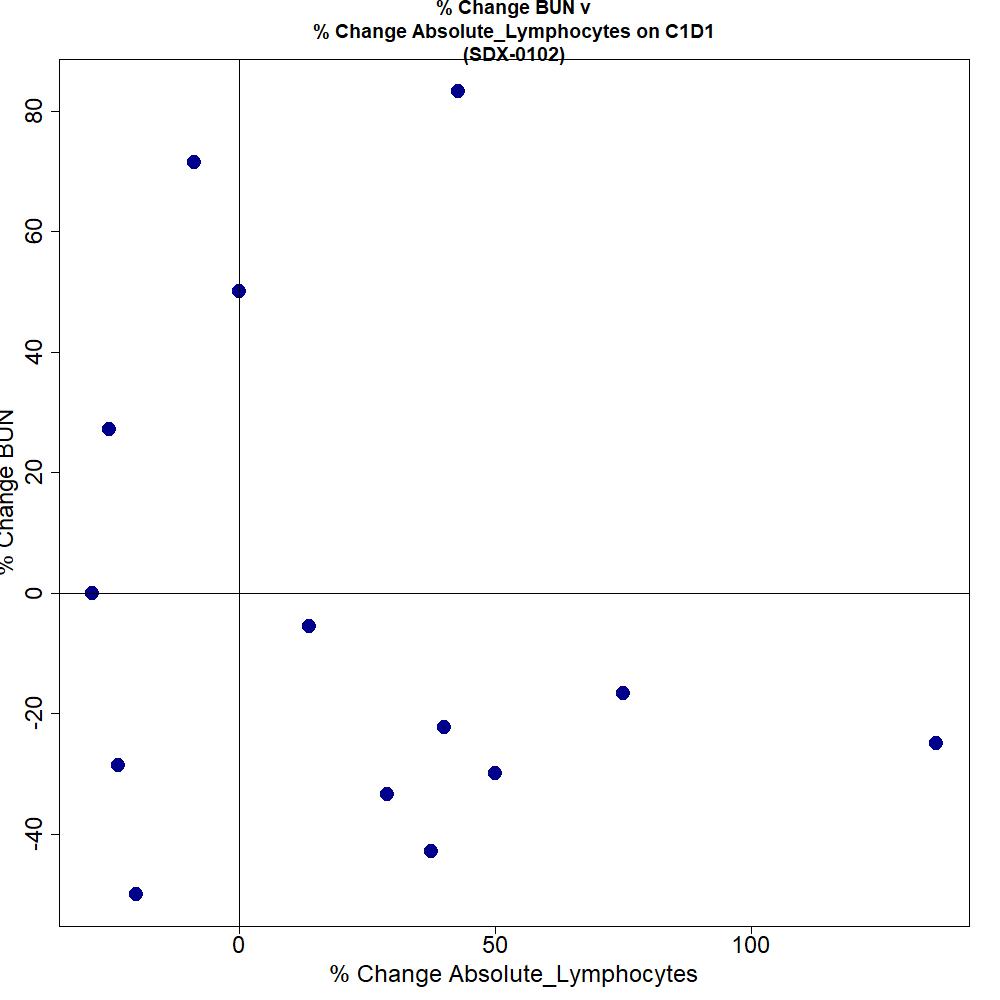 % Change BUN v
% Change Absolute_Lymphocytes on C1D1
(SDX-0102)
80
60
40
20
0
-20
-40
% Change BUN
0 50 100
% Change Absolute_Lymphocytes